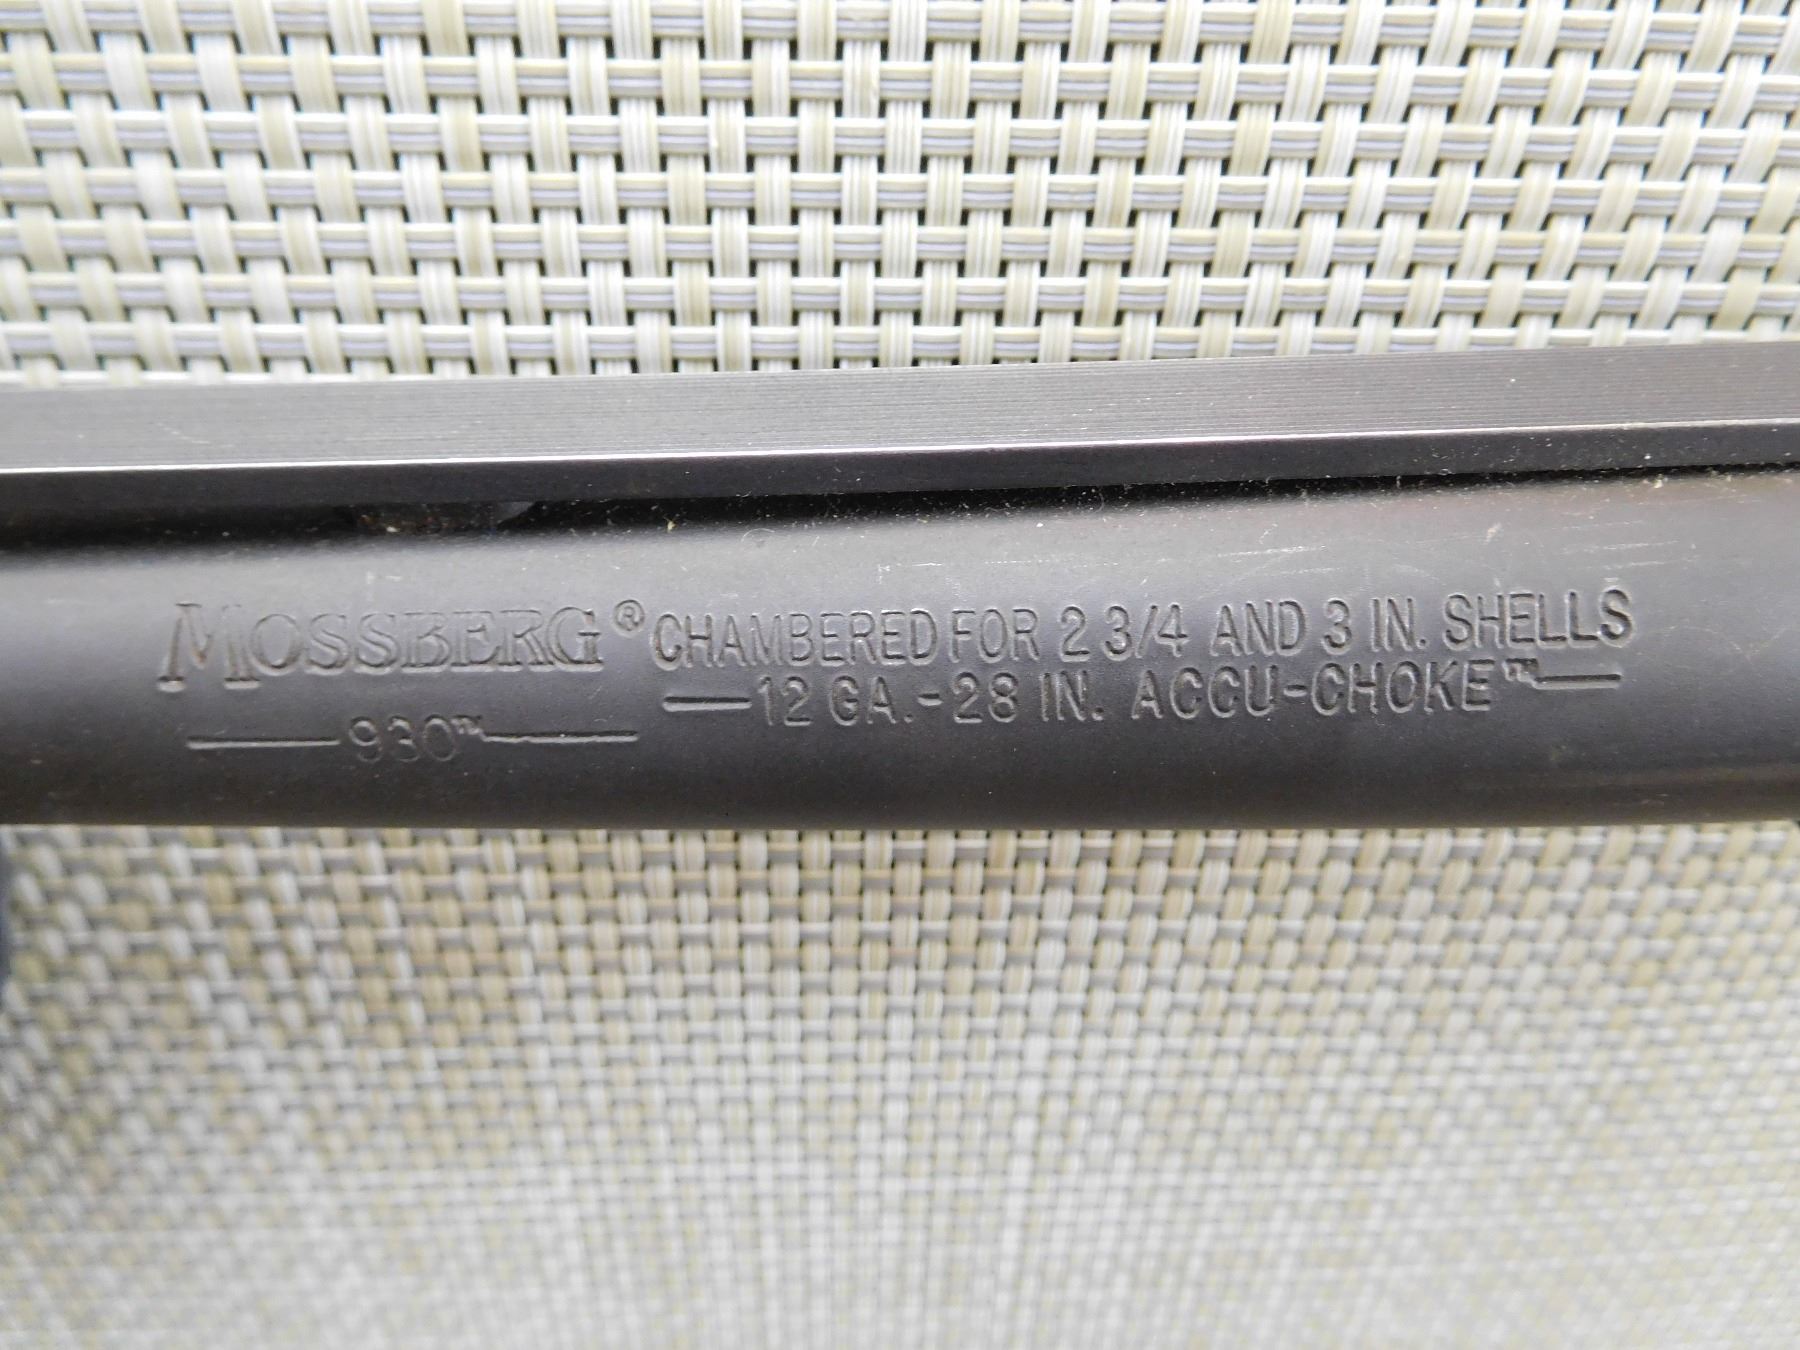 MOSSBERG® CHAMBERED FOR 2 3/4 AND 3 IN. SHELLS
—12 GA.-28 IN. ACCU-CHOKE™—
—930™—